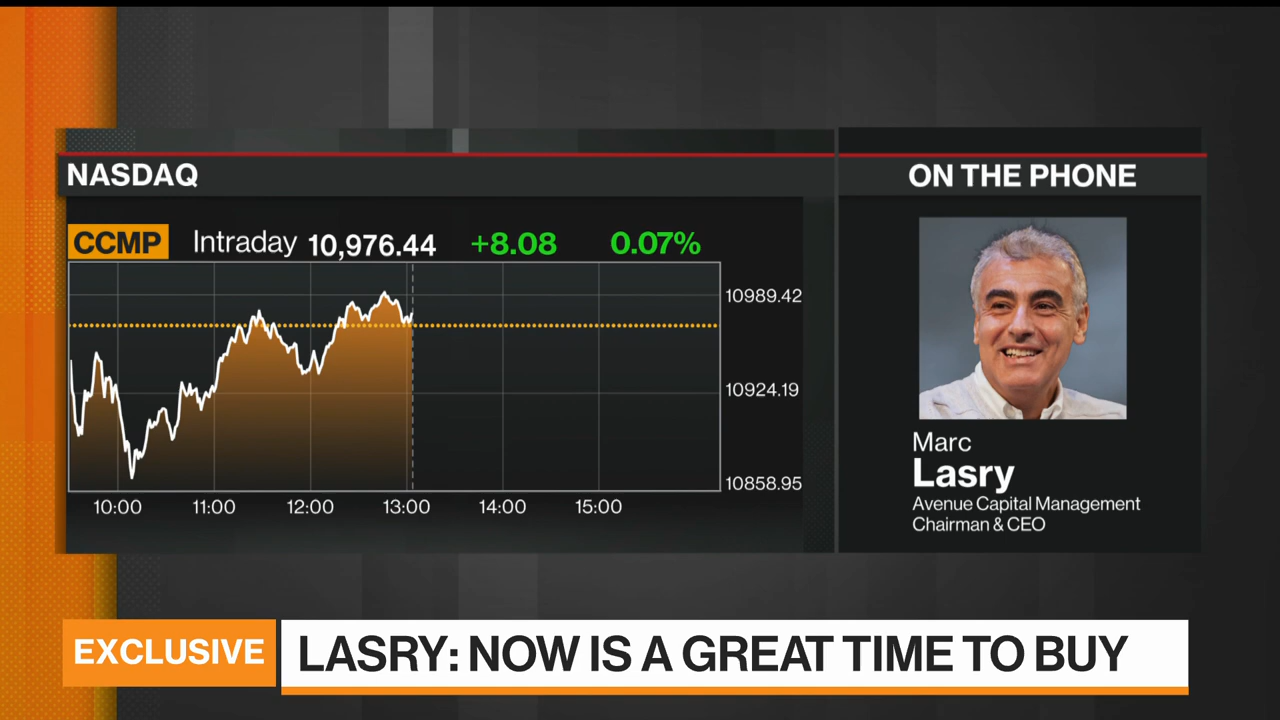 NASDAQ
CCMP Intraday 10,976.44 +8.08 0.07%
10989.42
10924.19
10858.95
10:00 11:00 12:00 13:00 14:00 15:00
ON THE PHONE
Marc
Lasry
Avenue Capital Management
Chairman & CEO
EXCLUSIVE LASRY: NOW IS A GREAT TIME TO BUY